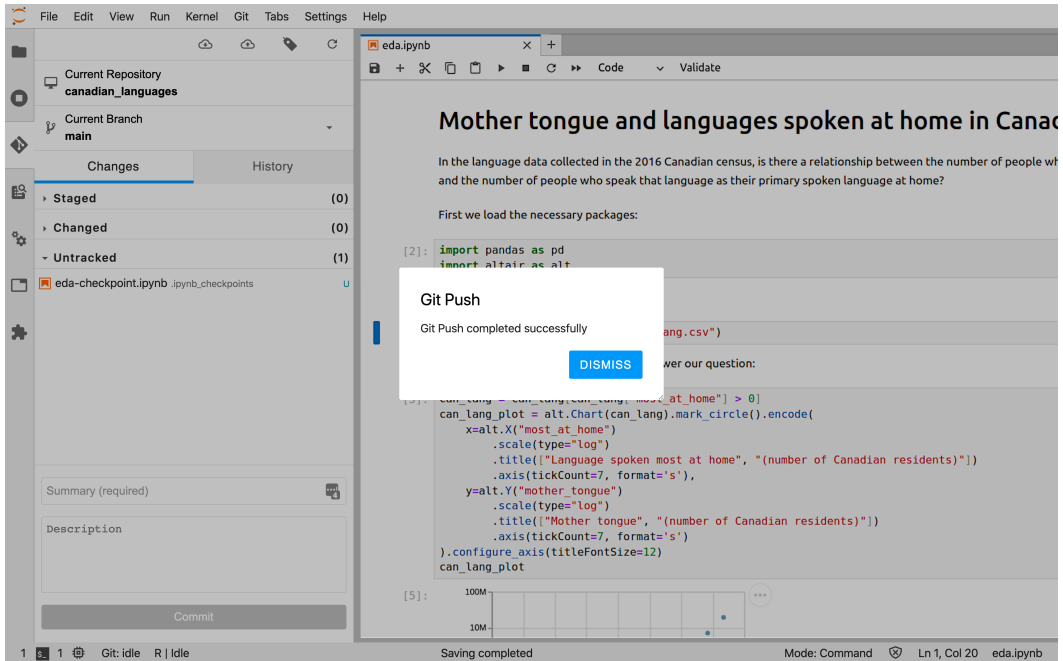 File Edit View Run Kernel Git Tabs Settings Help
Current Repository
canadian_languages
Current Branch
main
Changes History
Staged (0)
Changed (0)
Untracked (1)
eda-checkpoint.ipynb .ipynb_checkpoints U
Summary (required)
Description
Commit
eda.ipynb
Code Validate
Mother tongue and languages spoken at home in Canad
In the language data collected in the 2016 Canadian census, is there a relationship between the number of people wh
and the number of people who speak that language as their primary spoken language at home?
First we load the necessary packages:
[2]: import pandas as pd
import altair as alt
Git Push
Git Push completed successfully
DISMISS
ang.csv")
wer our question:
can_lang = can_lang[can_lang["most_at_home"] > 0]
can_lang_plot = alt.Chart(can_lang).mark_circle().encode(
x=alt.X("most_at_home")
.scale(type="log")
.title(["Language spoken most at home", "(number of Canadian residents)"])
.axis(tickCount=7, format='s'),
y=alt.Y("mother_tongue")
.scale(type="log")
.title(["Mother tongue", "(number of Canadian residents)"])
.axis(tickCount=7, format='s')
).configure_axis(titleFontSize=12)
can_lang_plot
[5]:
100M
10M
1 $_ 1 Git: idle R | Idle Saving completed Mode: Command Ln 1, Col 20 eda.ipynb